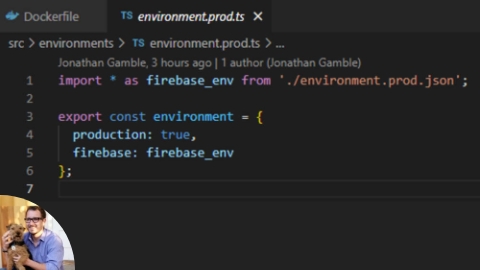 Dockerfile
TS environment.prod.ts ×
src > environments > TS environment.prod.ts > ...
Jonathan Gamble, 3 hours ago | 1 author (Jonathan Gamble)
1 import * as firebase_env from './environment.prod.json';
2
3 export const environment = {
4 production: true,
5 firebase: firebase_env
6 };
7